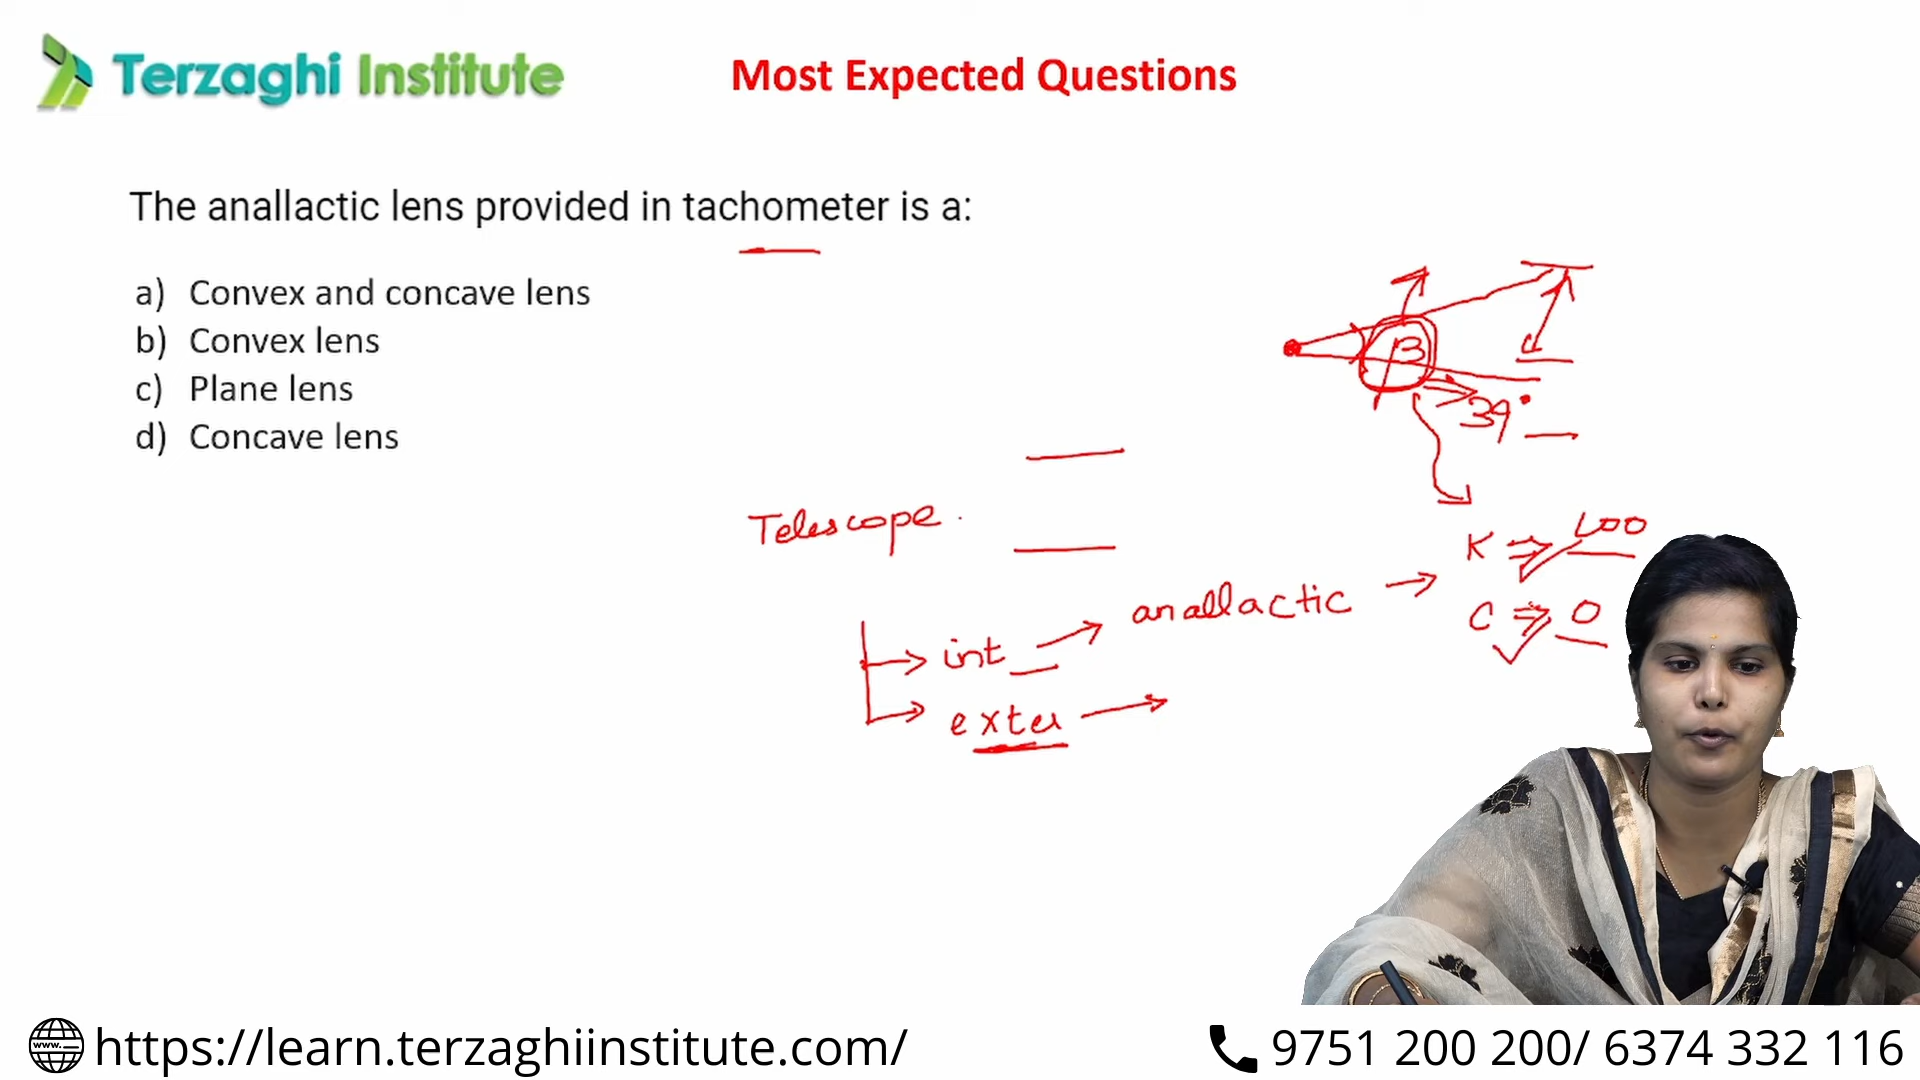 Terzaghi Institute
Most Expected Questions
The anallactic lens provided in tachometer is a:
a) Convex and concave lens
b) Convex lens
c) Plane lens
d) Concave lens
β
Telescope.
K ⇒ 100
anallactic → C ⇒ 0
→ int →
→ exter →
www...
https://learn.terzaghiinstitute.com/
9751 200 200/ 6374 332 116